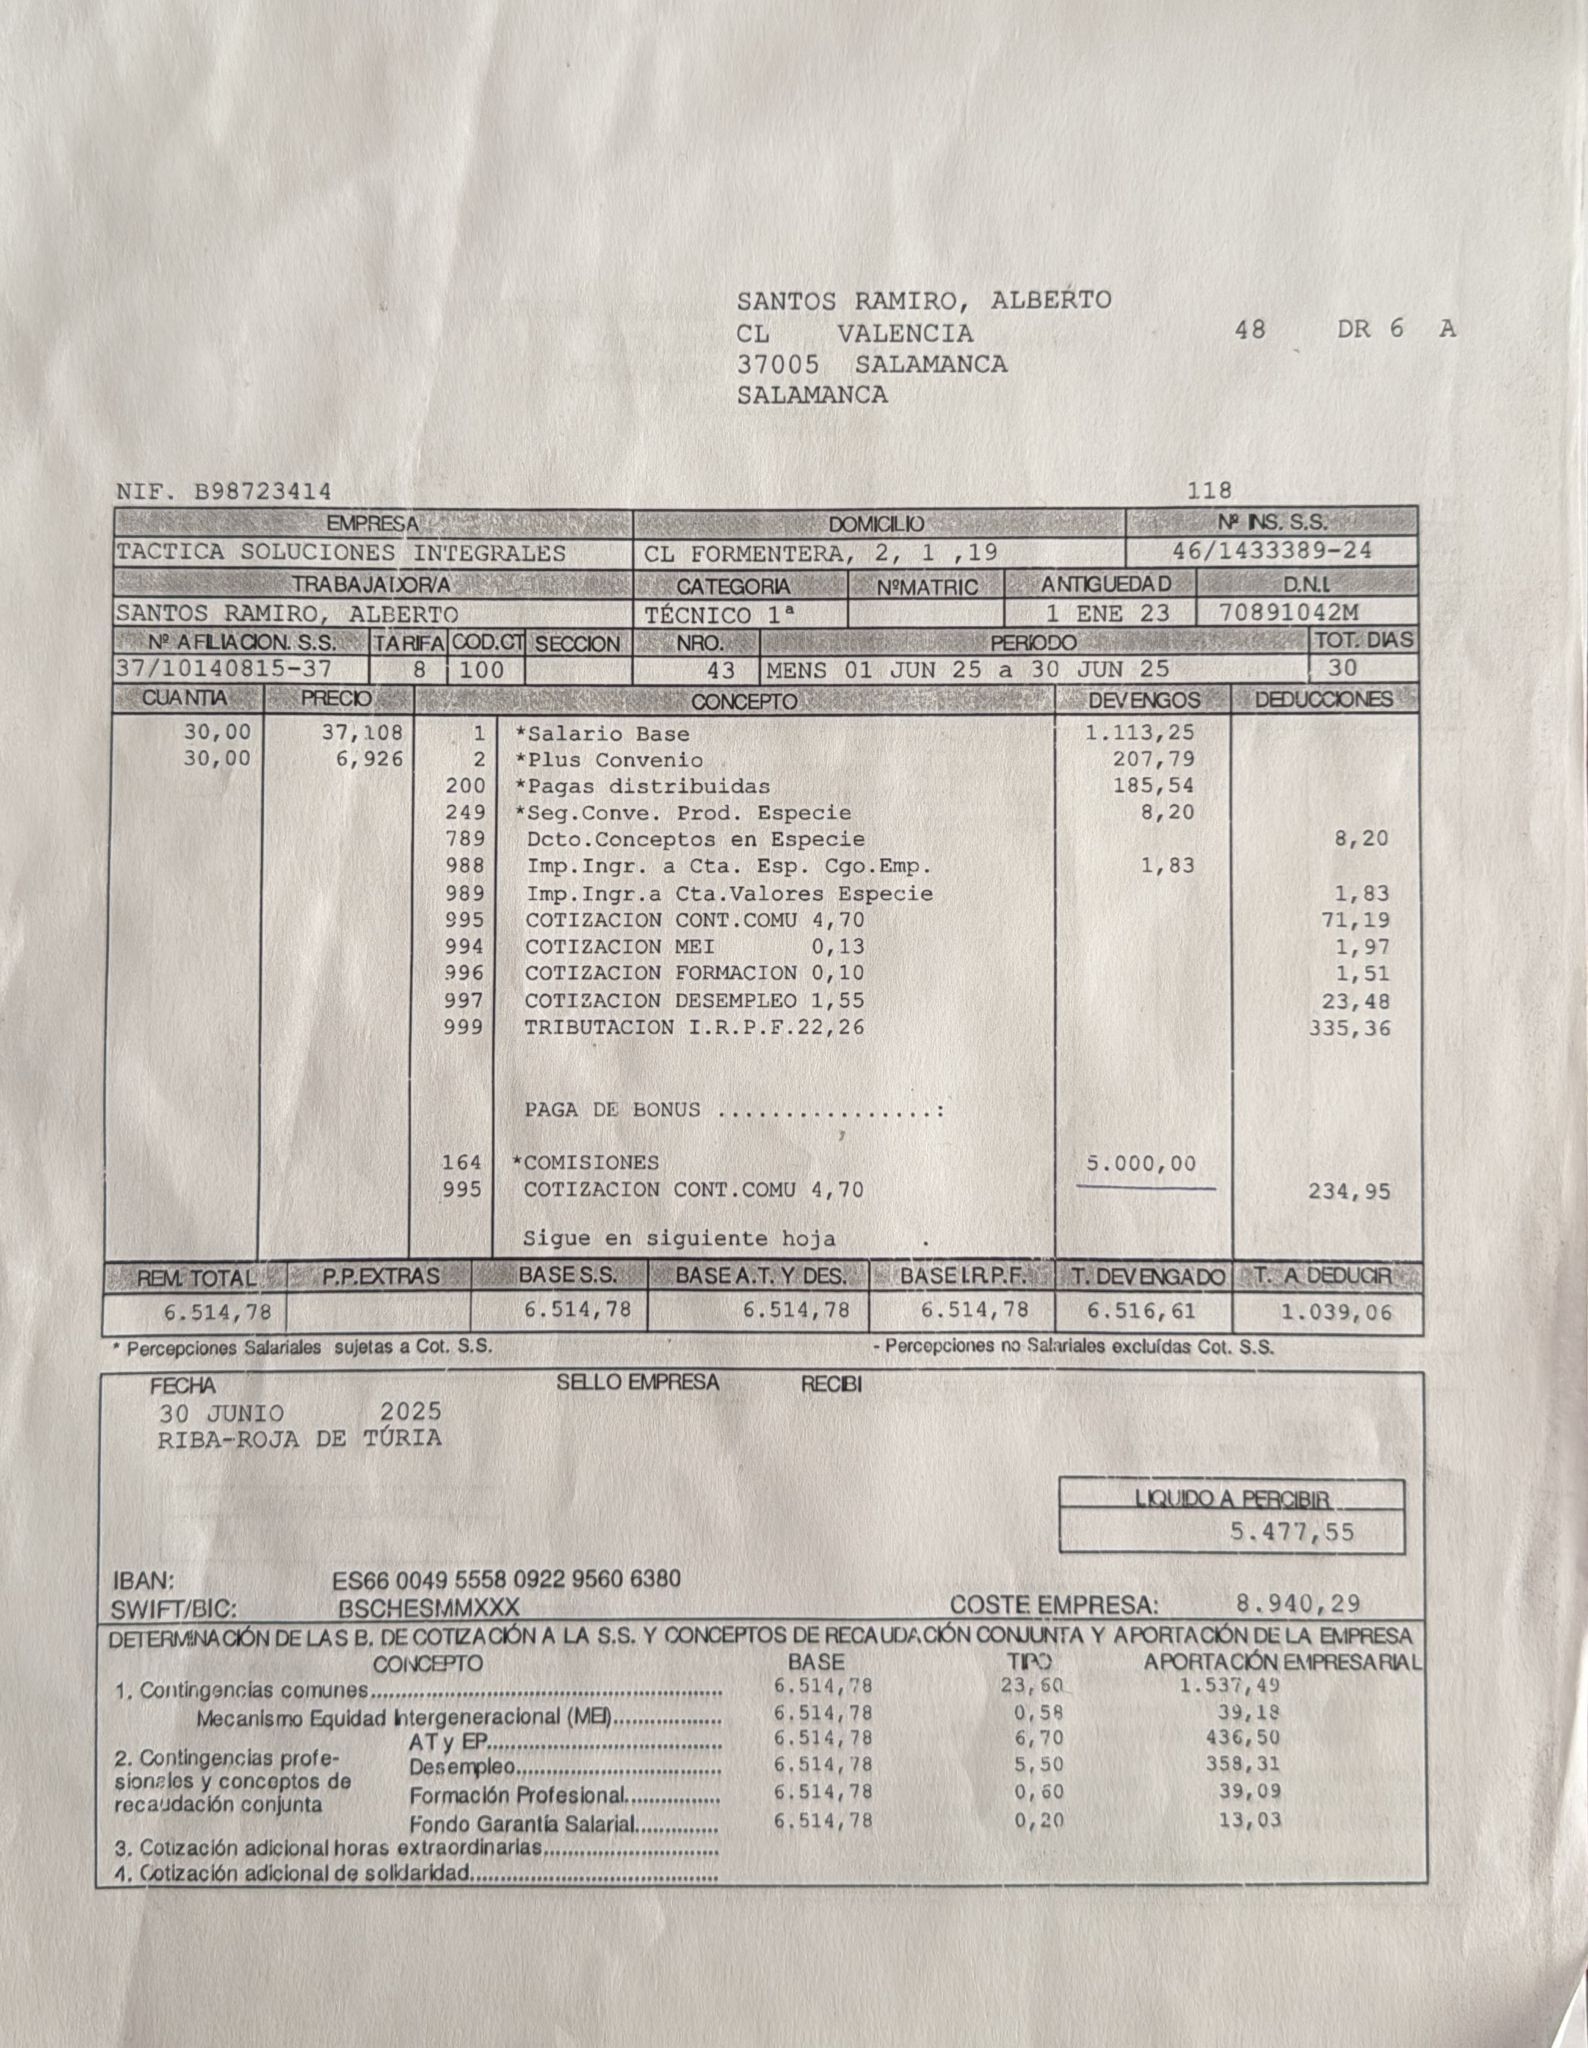 SANTOS RAMIRO, ALBERTO
CL VALENCIA 48 DR 6 A
37005 SALAMANCA
SALAMANCA
NIF. B98723414 118
EMPRESA DOMICILIO Nº INS. S.S.
TACTICA SOLUCIONES INTEGRALES CL FORMENTERA, 2, 1 ,19 46/1433389-24
TRABAJADOR/A CATEGORIA NºMATRIC ANTIGUEDAD D.N.I.
SANTOS RAMIRO, ALBERTO TÉCNICO 1ª 1 ENE 23 70891042M
Nº AFILIACION. S.S. TARIFA COD.CT SECCION NRO. PERIODO TOT. DIAS
37/10140815-37 8 100 43 MENS 01 JUN 25 a 30 JUN 25 30
CUANTIA PRECIO CONCEPTO DEVENGOS DEDUCCIONES
30,00 37,108 1 *Salario Base 1.113,25
30,00 6,926 2 *Plus Convenio 207,79
200 *Pagas distribuidas 185,54
249 *Seg.Conve. Prod. Especie 8,20
789 Dcto.Conceptos en Especie 8,20
988 Imp.Ingr. a Cta. Esp. Cgo.Emp. 1,83
989 Imp.Ingr.a Cta.Valores Especie 1,83
995 COTIZACION CONT.COMU 4,70 71,19
994 COTIZACION MEI 0,13 1,97
996 COTIZACION FORMACION 0,10 1,51
997 COTIZACION DESEMPLEO 1,55 23,48
999 TRIBUTACION I.R.P.F.22,26 335,36
PAGA DE BONUS ................:
164 *COMISIONES 5.000,00
995 COTIZACION CONT.COMU 4,70 234,95
Sigue en siguiente hoja .
REM. TOTAL P.P.EXTRAS BASE S.S. BASE A.T. Y DES. BASE I.R.P.F. T. DEVENGADO T. A DEDUCIR
6.514,78 6.514,78 6.514,78 6.514,78 6.516,61 1.039,06
* Percepciones Salariales sujetas a Cot. S.S. - Percepciones no Salariales excluídas Cot. S.S.
FECHA SELLO EMPRESA RECIBI
30 JUNIO 2025
RIBA-ROJA DE TÚRIA
LIQUIDO A PERCIBIR
5.477,55
IBAN: ES66 0049 5558 0922 9560 6380
SWIFT/BIC: BSCHESMMXXX COSTE EMPRESA: 8.940,29
DETERMINACIÓN DE LAS B. DE COTIZACIÓN A LA S.S. Y CONCEPTOS DE RECAUDACIÓN CONJUNTA Y APORTACIÓN DE LA EMPRESA
CONCEPTO BASE TIPO APORTACIÓN EMPRESARIAL
1. Contingencias comunes.................... 6.514,78 23,60 1.537,49
Mecanismo Equidad Intergeneracional (MEI).................. 6.514,78 0,58 39,18
AT y EP.................... 6.514,78 6,70 436,50
2. Contingencias profe-
sionales y conceptos de
recaudación conjunta
Desempleo.................... 6.514,78 5,50 358,31
Formación Profesional................ 6.514,78 0,60 39,09
Fondo Garantía Salarial.............. 6.514,78 0,20 13,03
3. Cotización adicional horas extraordinarias..............................
4. Cotización adicional de solidaridad..........................................